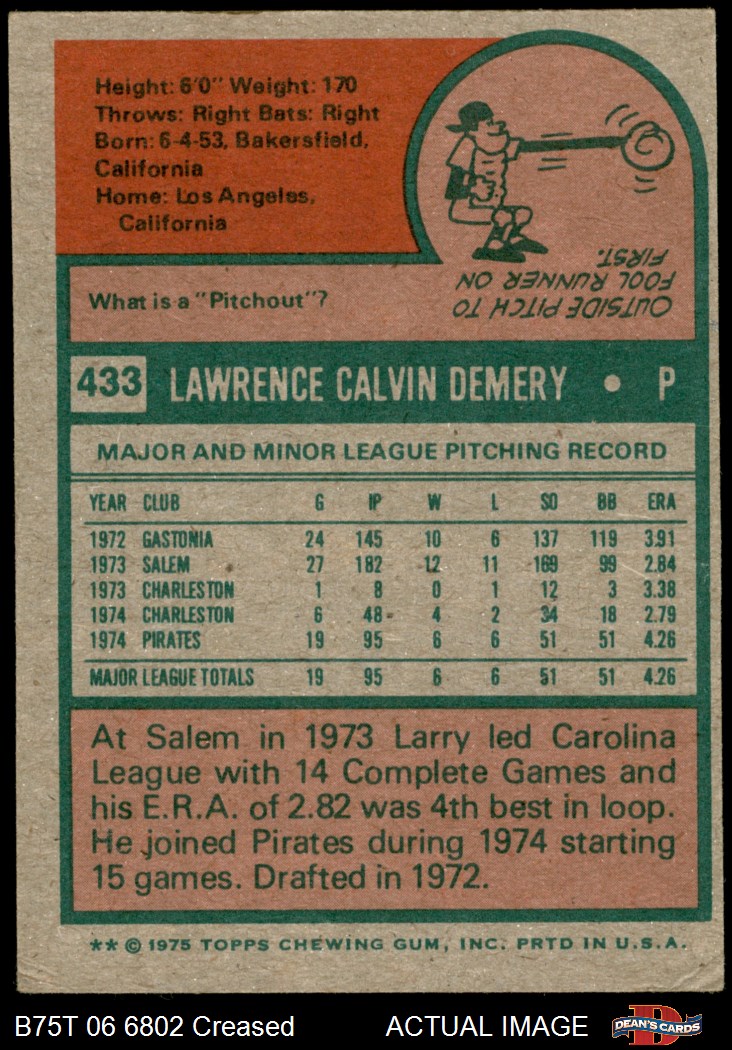 Height: 6'0" Weight: 170
Throws: Right Bats: Right
Born: 6-4-53, Bakersfield,
California
Home: Los Angeles,
California
What is a "Pitchout"?
OUTSIDE PITCH TO
FOOL RUNNER ON
FIRST.
433 LAWRENCE CALVIN DEMERY • P
MAJOR AND MINOR LEAGUE PITCHING RECORD
YEAR CLUB G IP W L SO BB ERA
1972 GASTONIA 24 145 10 6 137 119 3.91
1973 SALEM 27 182 12 11 169 99 2.84
1973 CHARLESTON 1 8 0 1 12 3 3.38
1974 CHARLESTON 6 48 4 2 34 18 2.79
1974 PIRATES 19 95 6 6 51 51 4.26
MAJOR LEAGUE TOTALS 19 95 6 6 51 51 4.26
At Salem in 1973 Larry led Carolina
League with 14 Complete Games and
his E.R.A. of 2.82 was 4th best in loop.
He joined Pirates during 1974 starting
15 games. Drafted in 1972.
** © 1975 TOPPS CHEWING GUM, INC. PRTD IN U.S.A.
B75T 06 6802 Creased ACTUAL IMAGE
D
DEAN'S CARDS